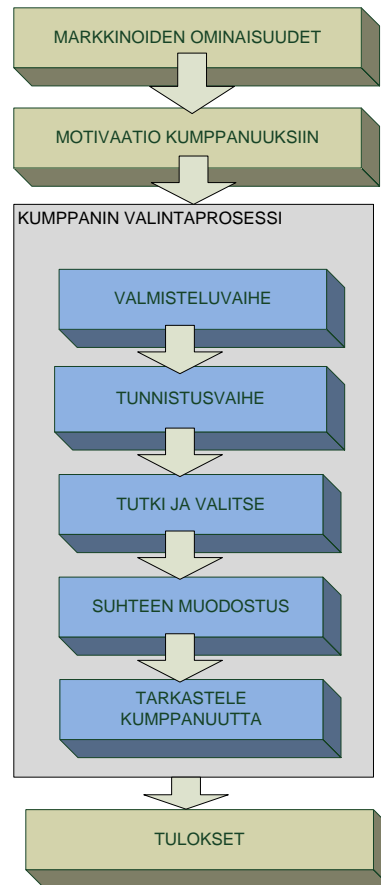 MARKKINOIDEN OMINAISUUDET
MOTIVAATIO KUMPPANUUKSIIN
KUMPPANIN VALINTAPROSESSI
VALMISTELUVAIHE
TUNNISTUSVAIHE
TUTKI JA VALITSE
SUHTEEN MUODOSTUS
TARKASTELE
KUMPPANUUTTA
TULOKSET